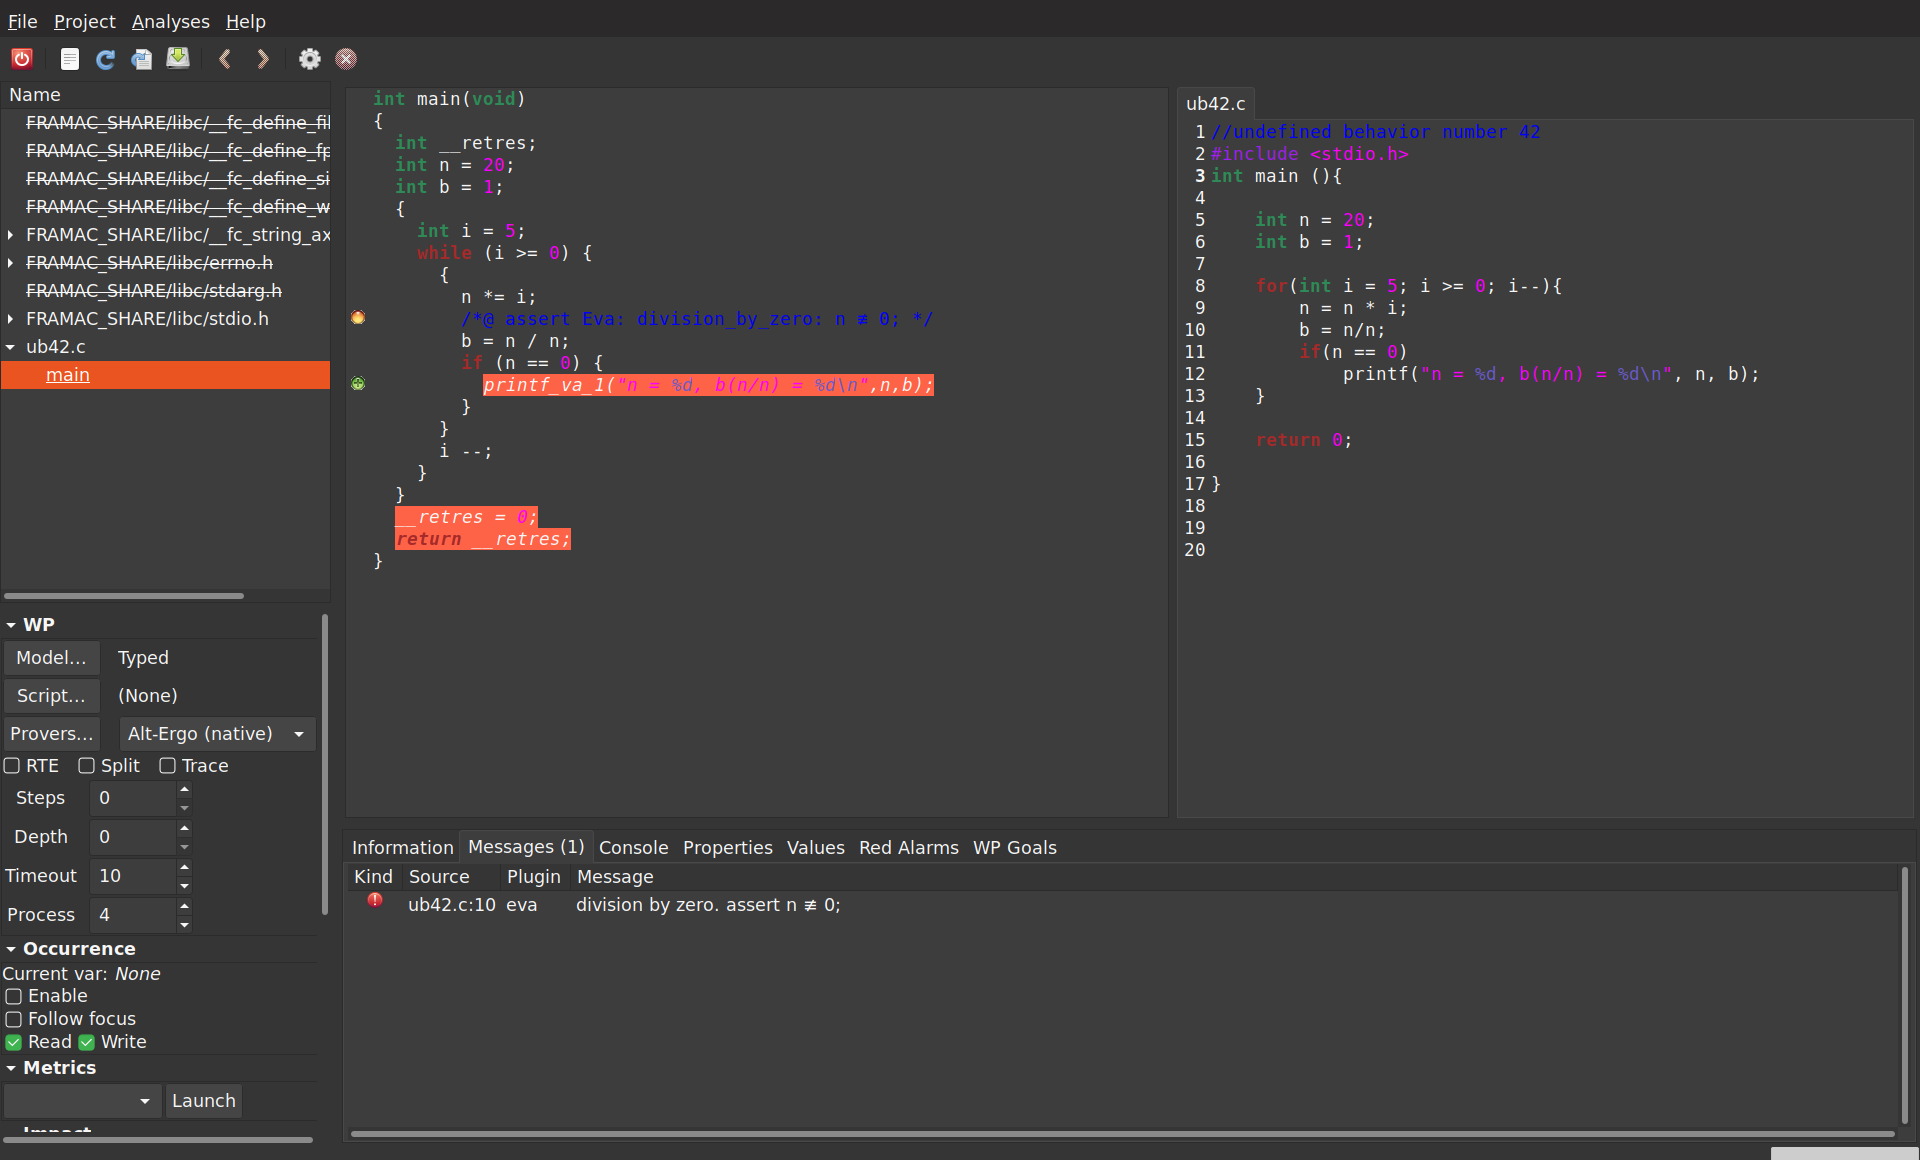 File Project Analyses Help
Name
FRAMAC_SHARE/libc/__fc_define_fil
FRAMAC_SHARE/libc/__fc_define_fp
FRAMAC_SHARE/libc/__fc_define_si
FRAMAC_SHARE/libc/__fc_define_w
FRAMAC_SHARE/libc/__fc_string_ax
FRAMAC_SHARE/libc/errno.h
FRAMAC_SHARE/libc/stdarg.h
FRAMAC_SHARE/libc/stdio.h
ub42.c
main
WP
Model... Typed
Script... (None)
Provers... Alt-Ergo (native)
RTE Split Trace
Steps 0
Depth 0
Timeout 10
Process 4
Occurrence
Current var: None
Enable
Follow focus
Read Write
Metrics
Launch
Impact
int main(void)
{
int __retres;
int n = 20;
int b = 1;
{
int i = 5;
while (i >= 0) {
{
n *= i;
/*@ assert Eva: division_by_zero: n ≢ 0; */
b = n / n;
if (n == 0) {
printf_va_1("n = %d, b(n/n) = %d\n",n,b);
}
}
i --;
}
}
__retres = 0;
return __retres;
}
ub42.c
1 //undefined behavior number 42
2 #include <stdio.h>
3 int main (){
4
5 int n = 20;
6 int b = 1;
7
8 for(int i = 5; i >= 0; i--){
9 n = n * i;
10 b = n/n;
11 if(n == 0)
12 printf("n = %d, b(n/n) = %d\n", n, b);
13 }
14
15 return 0;
16
17 }
18
19
20
Information Messages (1) Console Properties Values Red Alarms WP Goals
Kind Source Plugin Message
ub42.c:10 eva division by zero. assert n ≢ 0;